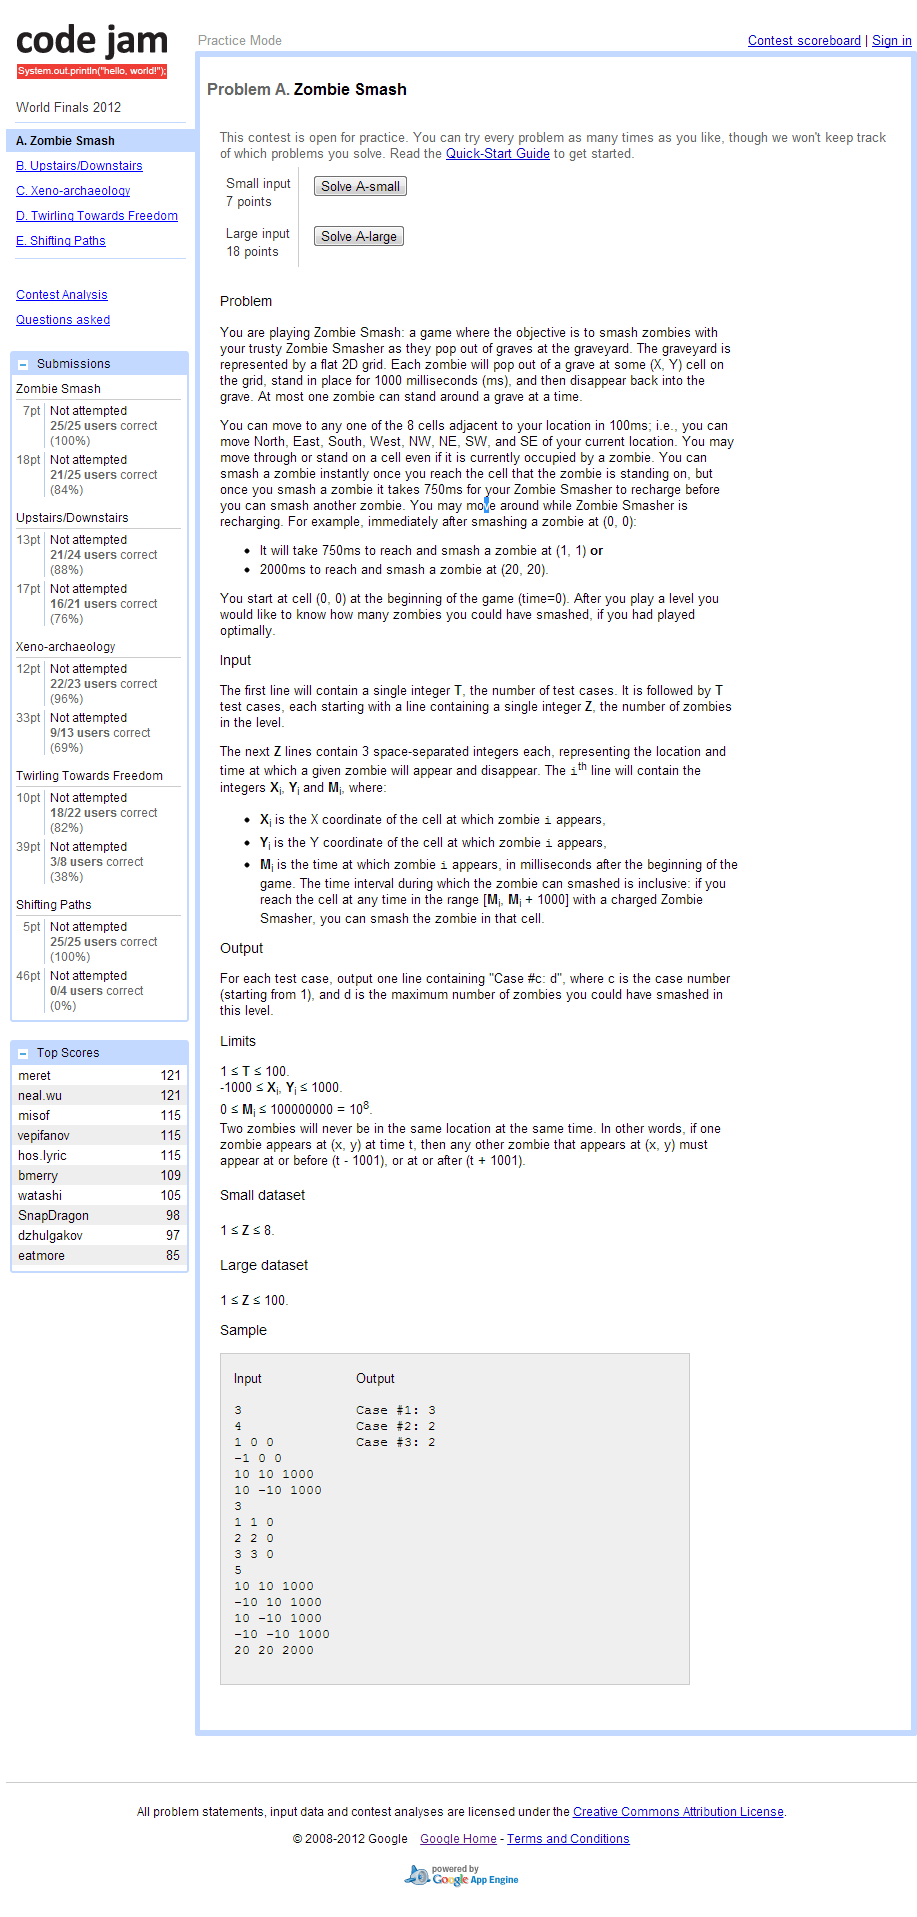 code jam
System.out.println("hello, world!");
Practice Mode
Contest scoreboard | Sign in
World Finals 2012
A. Zombie Smash
B. Upstairs/Downstairs
C. Xeno-archaeology
D. Twirling Towards Freedom
E. Shifting Paths
Contest Analysis
Questions asked
Submissions
Zombie Smash
7pt Not attempted
25/25 users correct
(100%)
18pt Not attempted
21/25 users correct
(84%)
Upstairs/Downstairs
13pt Not attempted
21/24 users correct
(88%)
17pt Not attempted
16/21 users correct
(76%)
Xeno-archaeology
12pt Not attempted
22/23 users correct
(96%)
33pt Not attempted
9/13 users correct
(69%)
Twirling Towards Freedom
10pt Not attempted
18/22 users correct
(82%)
39pt Not attempted
3/8 users correct
(38%)
Shifting Paths
5pt Not attempted
25/25 users correct
(100%)
46pt Not attempted
0/4 users correct
(0%)
Top Scores
meret 121
neal.wu 121
misof 115
vepifanov 115
hos.lyric 115
bmerry 109
watashi 105
SnapDragon 98
dzhulgakov 97
eatmore 85
Problem A. Zombie Smash
This contest is open for practice. You can try every problem as many times as you like, though we won't keep track
of which problems you solve. Read the Quick-Start Guide to get started.
Small input
7 points
Solve A-small
Large input
18 points
Solve A-large
Problem
You are playing Zombie Smash: a game where the objective is to smash zombies with
your trusty Zombie Smasher as they pop out of graves at the graveyard. The graveyard is
represented by a flat 2D grid. Each zombie will pop out of a grave at some (X, Y) cell on
the grid, stand in place for 1000 milliseconds (ms), and then disappear back into the
grave. At most one zombie can stand around a grave at a time.
You can move to any one of the 8 cells adjacent to your location in 100ms; i.e., you can
move North, East, South, West, NW, NE, SW, and SE of your current location. You may
move through or stand on a cell even if it is currently occupied by a zombie. You can
smash a zombie instantly once you reach the cell that the zombie is standing on, but
once you smash a zombie it takes 750ms for your Zombie Smasher to recharge before
you can smash another zombie. You may move around while Zombie Smasher is
recharging. For example, immediately after smashing a zombie at (0, 0):
• It will take 750ms to reach and smash a zombie at (1, 1) or
• 2000ms to reach and smash a zombie at (20, 20).
You start at cell (0, 0) at the beginning of the game (time=0). After you play a level you
would like to know how many zombies you could have smashed, if you had played
optimally.
Input
The first line will contain a single integer T, the number of test cases. It is followed by T
test cases, each starting with a line containing a single integer Z, the number of zombies
in the level.
The next Z lines contain 3 space-separated integers each, representing the location and
time at which a given zombie will appear and disappear. The ith line will contain the
integers Xi, Yi and Mi, where:
• Xi is the X coordinate of the cell at which zombie i appears,
• Yi is the Y coordinate of the cell at which zombie i appears,
• Mi is the time at which zombie i appears, in milliseconds after the beginning of the
game. The time interval during which the zombie can smashed is inclusive: if you
reach the cell at any time in the range [Mi, Mi + 1000] with a charged Zombie
Smasher, you can smash the zombie in that cell.
Output
For each test case, output one line containing "Case #c: d", where c is the case number
(starting from 1), and d is the maximum number of zombies you could have smashed in
this level.
Limits
1 ≤ T ≤ 100.
-1000 ≤ Xi, Yi ≤ 1000.
0 ≤ Mi ≤ 100000000 = 10^8.
Two zombies will never be in the same location at the same time. In other words, if one
zombie appears at (x, y) at time t, then any other zombie that appears at (x, y) must
appear at or before (t - 1001), or at or after (t + 1001).
Small dataset
1 ≤ Z ≤ 8.
Large dataset
1 ≤ Z ≤ 100.
Sample
Input Output
3 Case #1: 3
4 Case #2: 2
1 0 0 Case #3: 2
-1 0 0
10 10 1000
10 -10 1000
3
1 1 0
2 2 0
3 3 0
5
10 10 1000
-10 10 1000
10 -10 1000
-10 -10 1000
20 20 2000
All problem statements, input data and contest analyses are licensed under the Creative Commons Attribution License.
© 2008-2012 Google Google Home - Terms and Conditions
powered by
Google App Engine